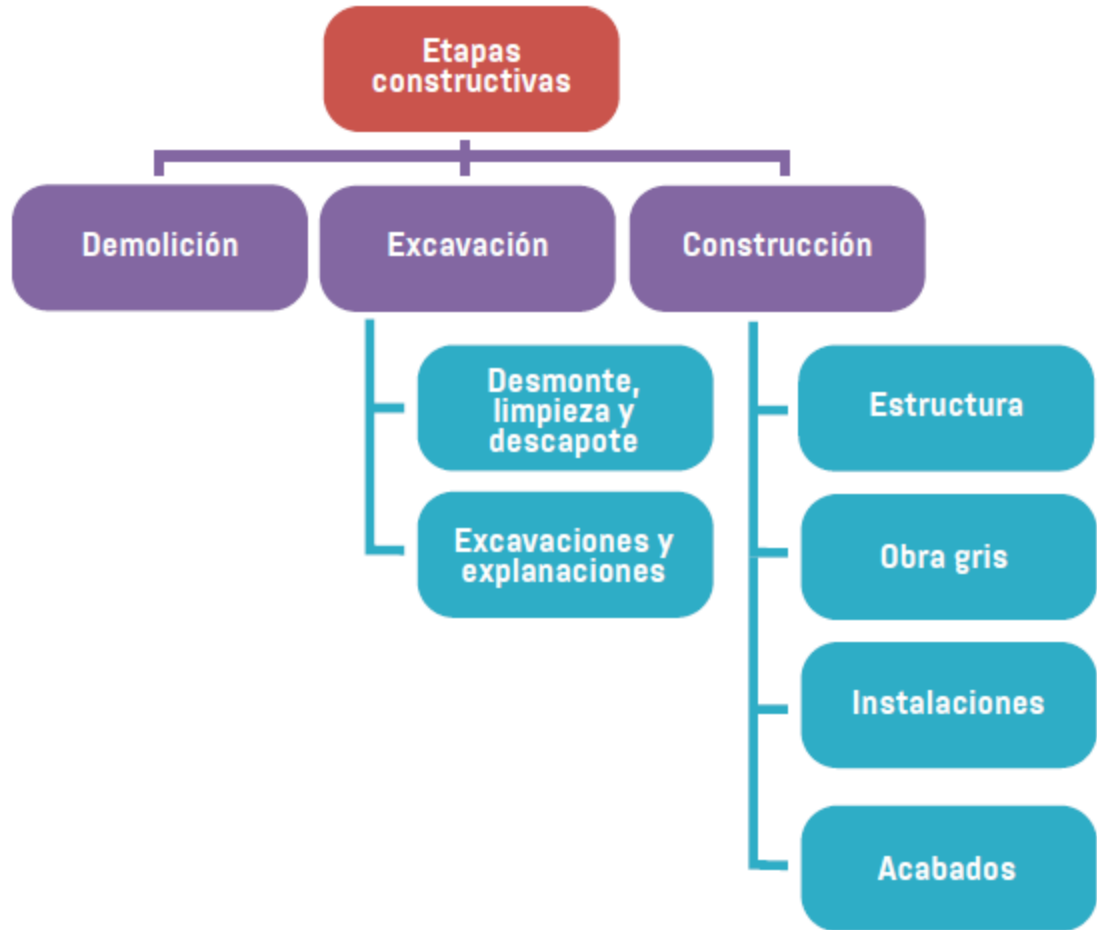 Etapas
constructivas
Demolición
Excavación
Construcción
Desmonte,
limpieza y
descapote
Excavaciones y
explanaciones
Estructura
Obra gris
Instalaciones
Acabados